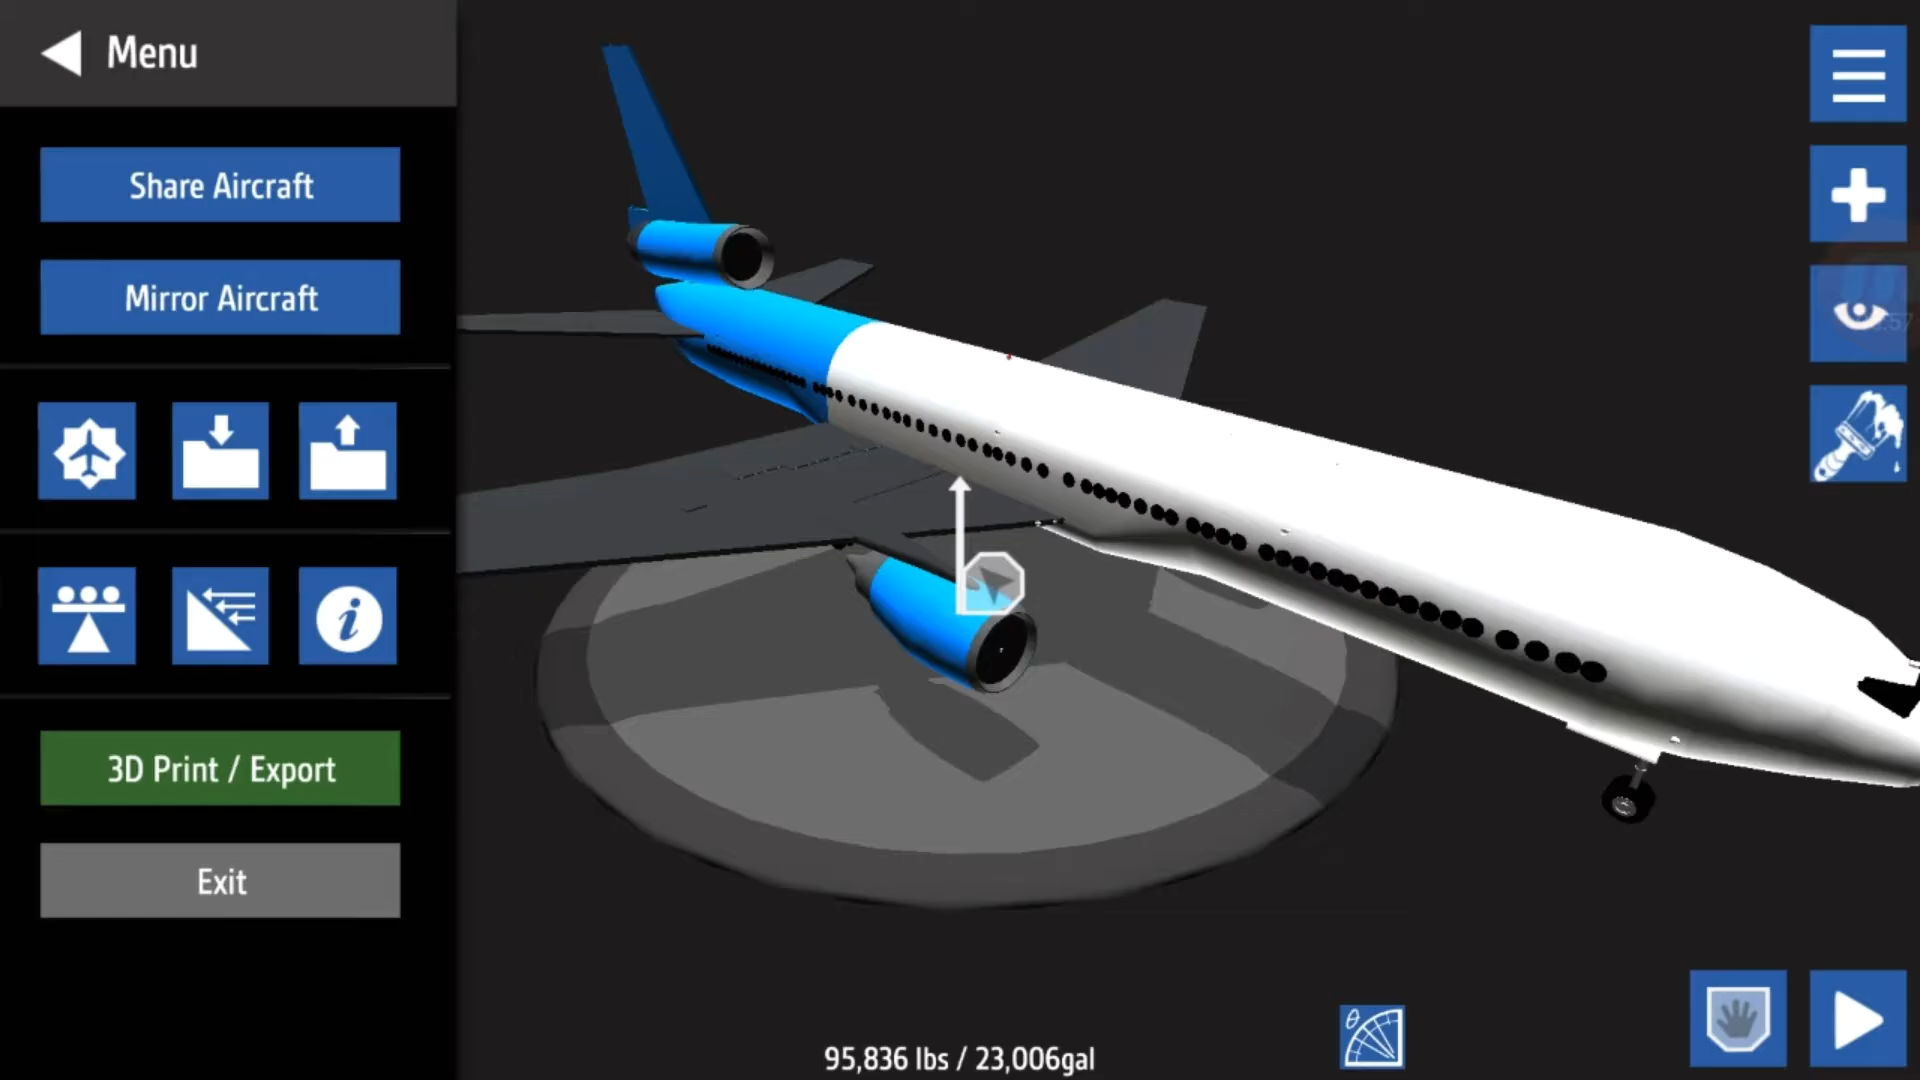 Menu
Share Aircraft
Mirror Aircraft
3D Print / Export
Exit
95,836 lbs / 23,006gal
θ